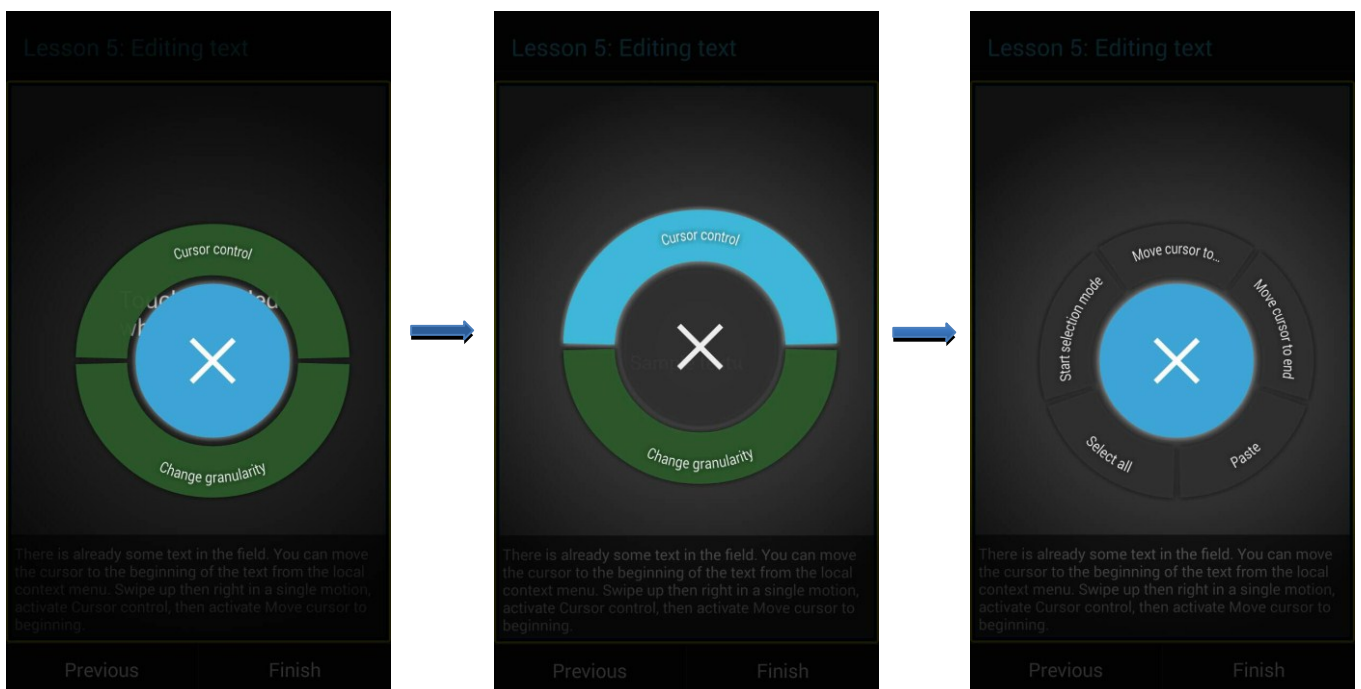 Lesson 5: Editing text
Cursor control
Change granularity
There is already some text in the field. You can move
the cursor to the beginning of the text from the local
context menu. Swipe up then right in a single motion,
activate Cursor control, then activate Move cursor to
beginning.
Previous Finish
Lesson 5: Editing text
Cursor control
Change granularity
There is already some text in the field. You can move
the cursor to the beginning of the text from the local
context menu. Swipe up then right in a single motion,
activate Cursor control, then activate Move cursor to
beginning.
Previous Finish
Lesson 5: Editing text
Move cursor to...
Start selection mode
Move cursor to end
Select all
Paste
There is already some text in the field. You can move
the cursor to the beginning of the text from the local
context menu. Swipe up then right in a single motion,
activate Cursor control, then activate Move cursor to
beginning.
Previous Finish